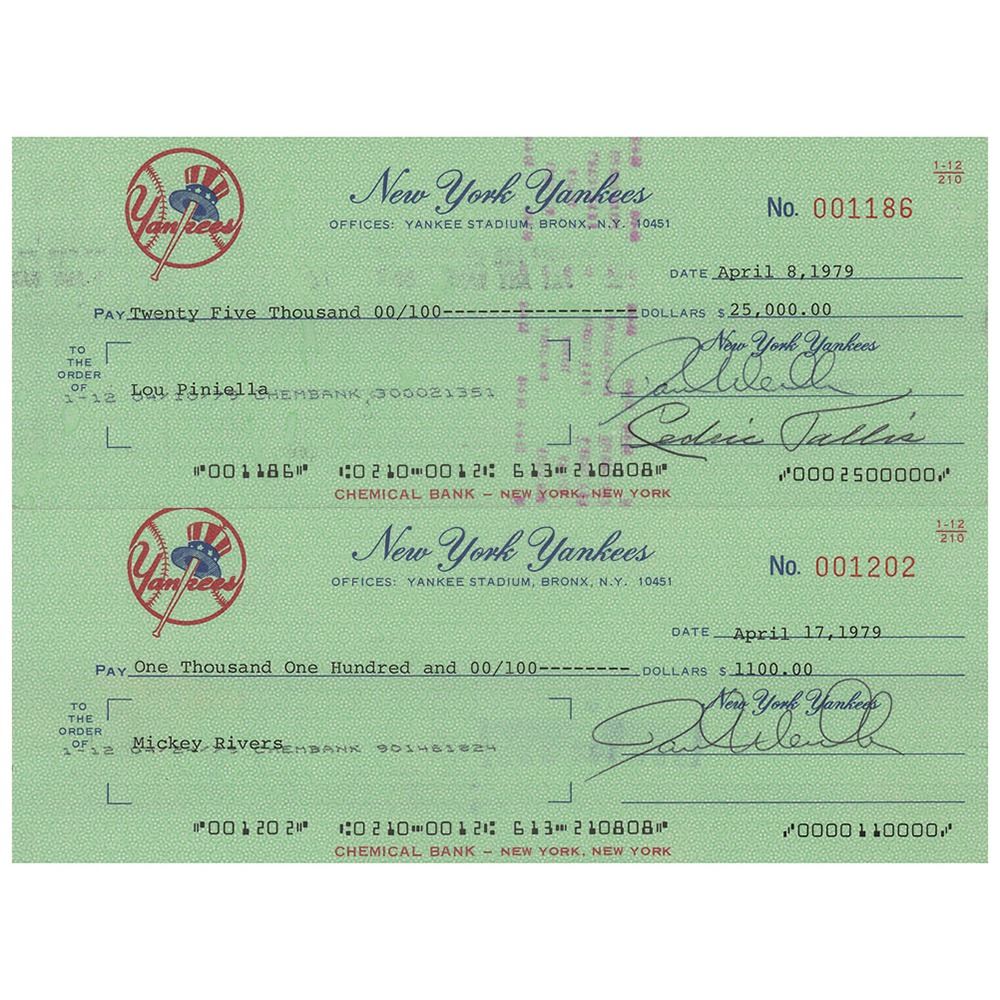 Yankees
New York Yankees
OFFICES: YANKEE STADIUM, BRONX, N.Y. 10451
1-12
210
No. 001186
DATE April 8,1979
PAY Twenty Five Thousand 00/100---------------- DOLLARS $ 25,000.00
TO
THE
ORDER
OF
Lou Piniella
1-12 CHEMBANK 300021351
New York Yankees
Cedric Tallis
⑈001186⑈ ⑆0210⑉0012⑆ 613⑉210808⑈ ⑇0002500000⑇
CHEMICAL BANK – NEW YORK, NEW YORK
Yankees
New York Yankees
OFFICES: YANKEE STADIUM, BRONX, N.Y. 10451
1-12
210
No. 001202
DATE April 17,1979
PAY One Thousand One Hundred and 00/100-------- DOLLARS $ 1100.00
TO
THE
ORDER
OF
Mickey Rivers
1-12 CHEMBANK 901481824
New York Yankees
⑈001202⑈ ⑆0210⑉0012⑆ 613⑉210808⑈ ⑇0000110000⑇
CHEMICAL BANK – NEW YORK, NEW YORK